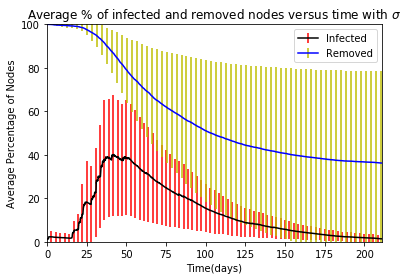 Average % of infected and removed nodes versus time with σ
Infected
Removed
Average Percentage of Nodes
100
80
60
40
20
0
0 25 50 75 100 125 150 175 200
Time(days)